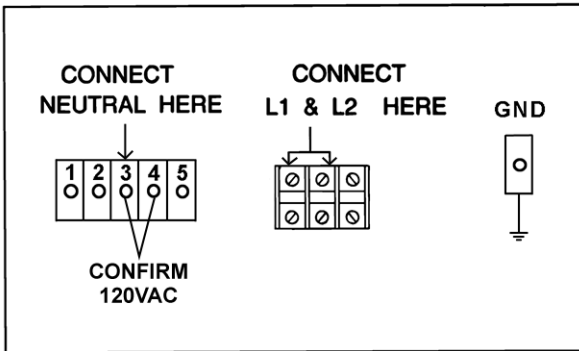 CONNECT
NEUTRAL HERE
1 2 3 4 5
CONFIRM
120VAC
CONNECT
L1 & L2 HERE
GND